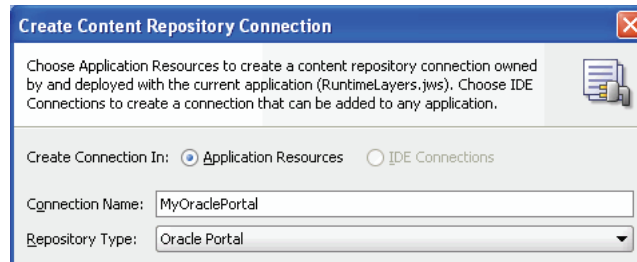 Create Content Repository Connection
Choose Application Resources to create a content repository connection owned
by and deployed with the current application (RuntimeLayers.jws). Choose IDE
Connections to create a connection that can be added to any application.
Create Connection In: Application Resources IDE Connections
Connection Name: MyOraclePortal
Repository Type: Oracle Portal